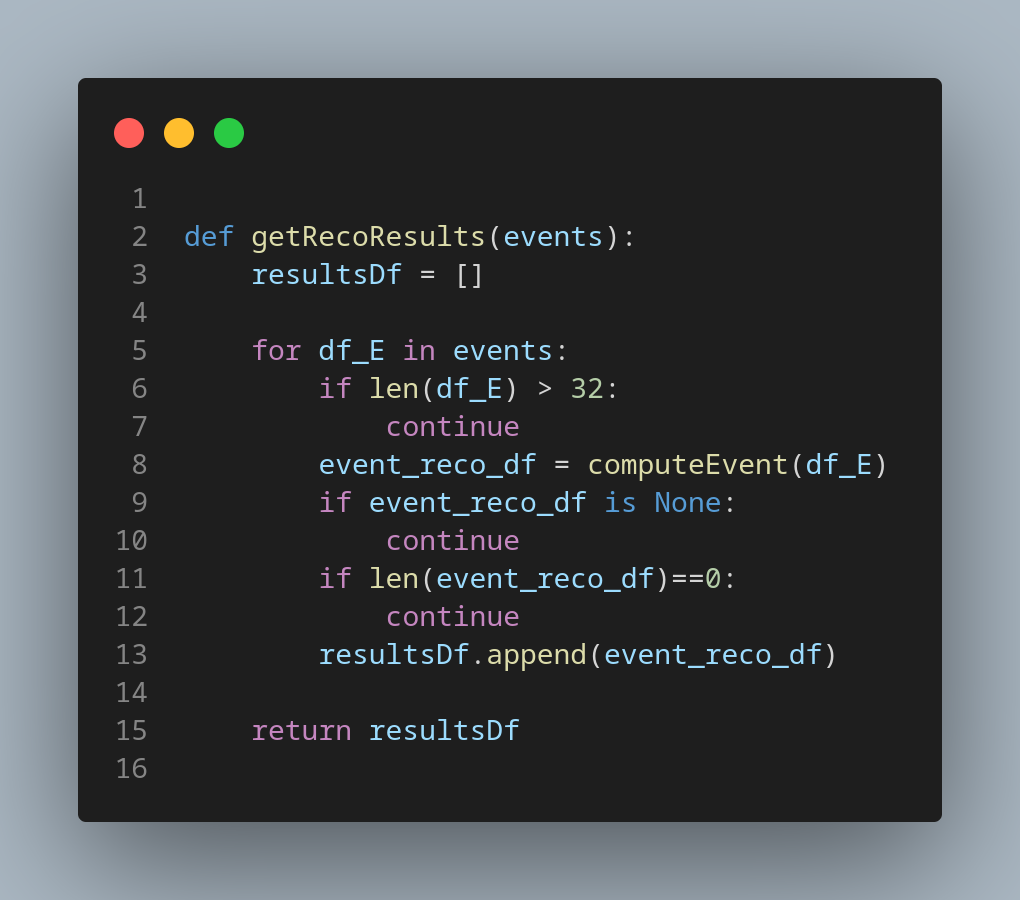 1
2 def getRecoResults(events):
3     resultsDf = []
4
5     for df_E in events:
6         if len(df_E) > 32:
7             continue
8         event_reco_df = computeEvent(df_E)
9         if event_reco_df is None:
10             continue
11         if len(event_reco_df)==0:
12             continue
13         resultsDf.append(event_reco_df)
14
15     return resultsDf
16